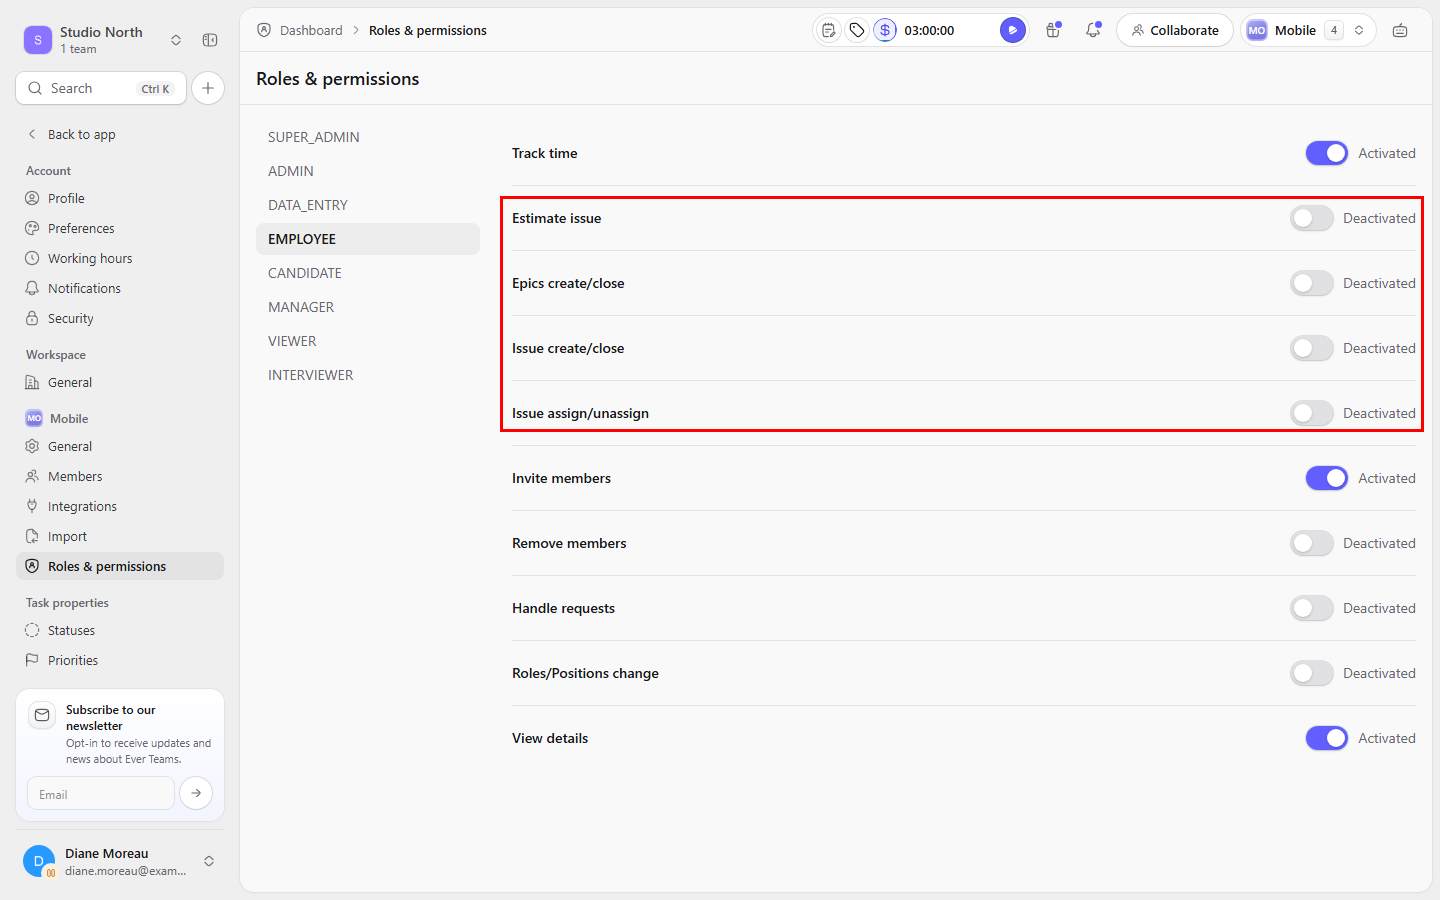 S
Studio North
1 team
Search
Ctrl K
Back to app
Account
Profile
Preferences
Working hours
Notifications
Security
Workspace
General
MO
Mobile
General
Members
Integrations
Import
Roles & permissions
Task properties
Statuses
Priorities
Subscribe to our
newsletter
Opt-in to receive updates and
news about Ever Teams.
Email
D
Diane Moreau
diane.moreau@exam...
Dashboard
Roles & permissions
03:00:00
Collaborate
MO
Mobile
4
Roles & permissions
SUPER_ADMIN
ADMIN
DATA_ENTRY
EMPLOYEE
CANDIDATE
MANAGER
VIEWER
INTERVIEWER
Track time
Activated
Estimate issue
Deactivated
Epics create/close
Deactivated
Issue create/close
Deactivated
Issue assign/unassign
Deactivated
Invite members
Activated
Remove members
Deactivated
Handle requests
Deactivated
Roles/Positions change
Deactivated
View details
Activated